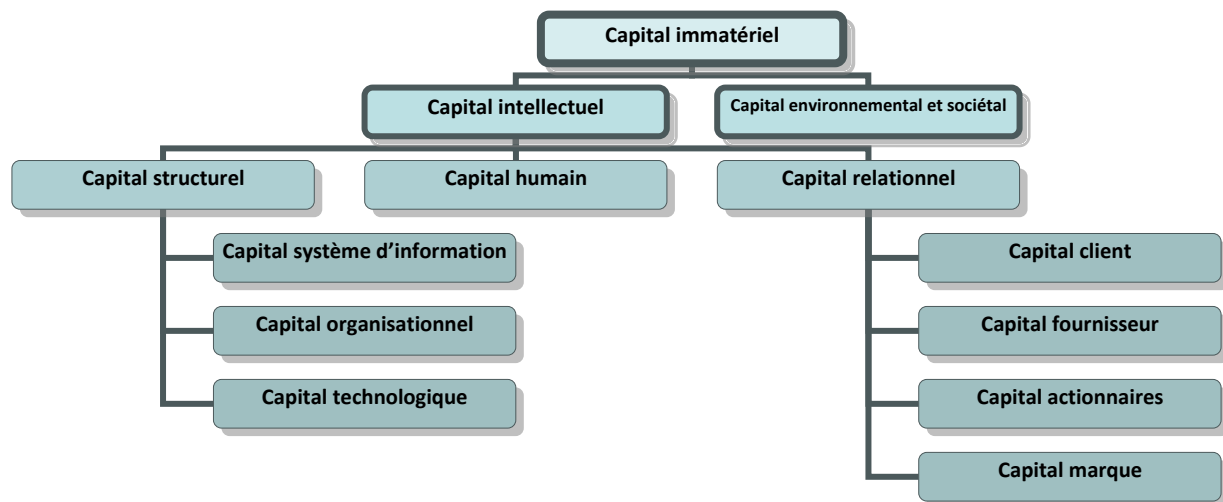 Capital immatériel
Capital intellectuel
Capital environnemental et sociétal
Capital structurel
Capital humain
Capital relationnel
Capital système d’information
Capital organisationnel
Capital technologique
Capital client
Capital fournisseur
Capital actionnaires
Capital marque